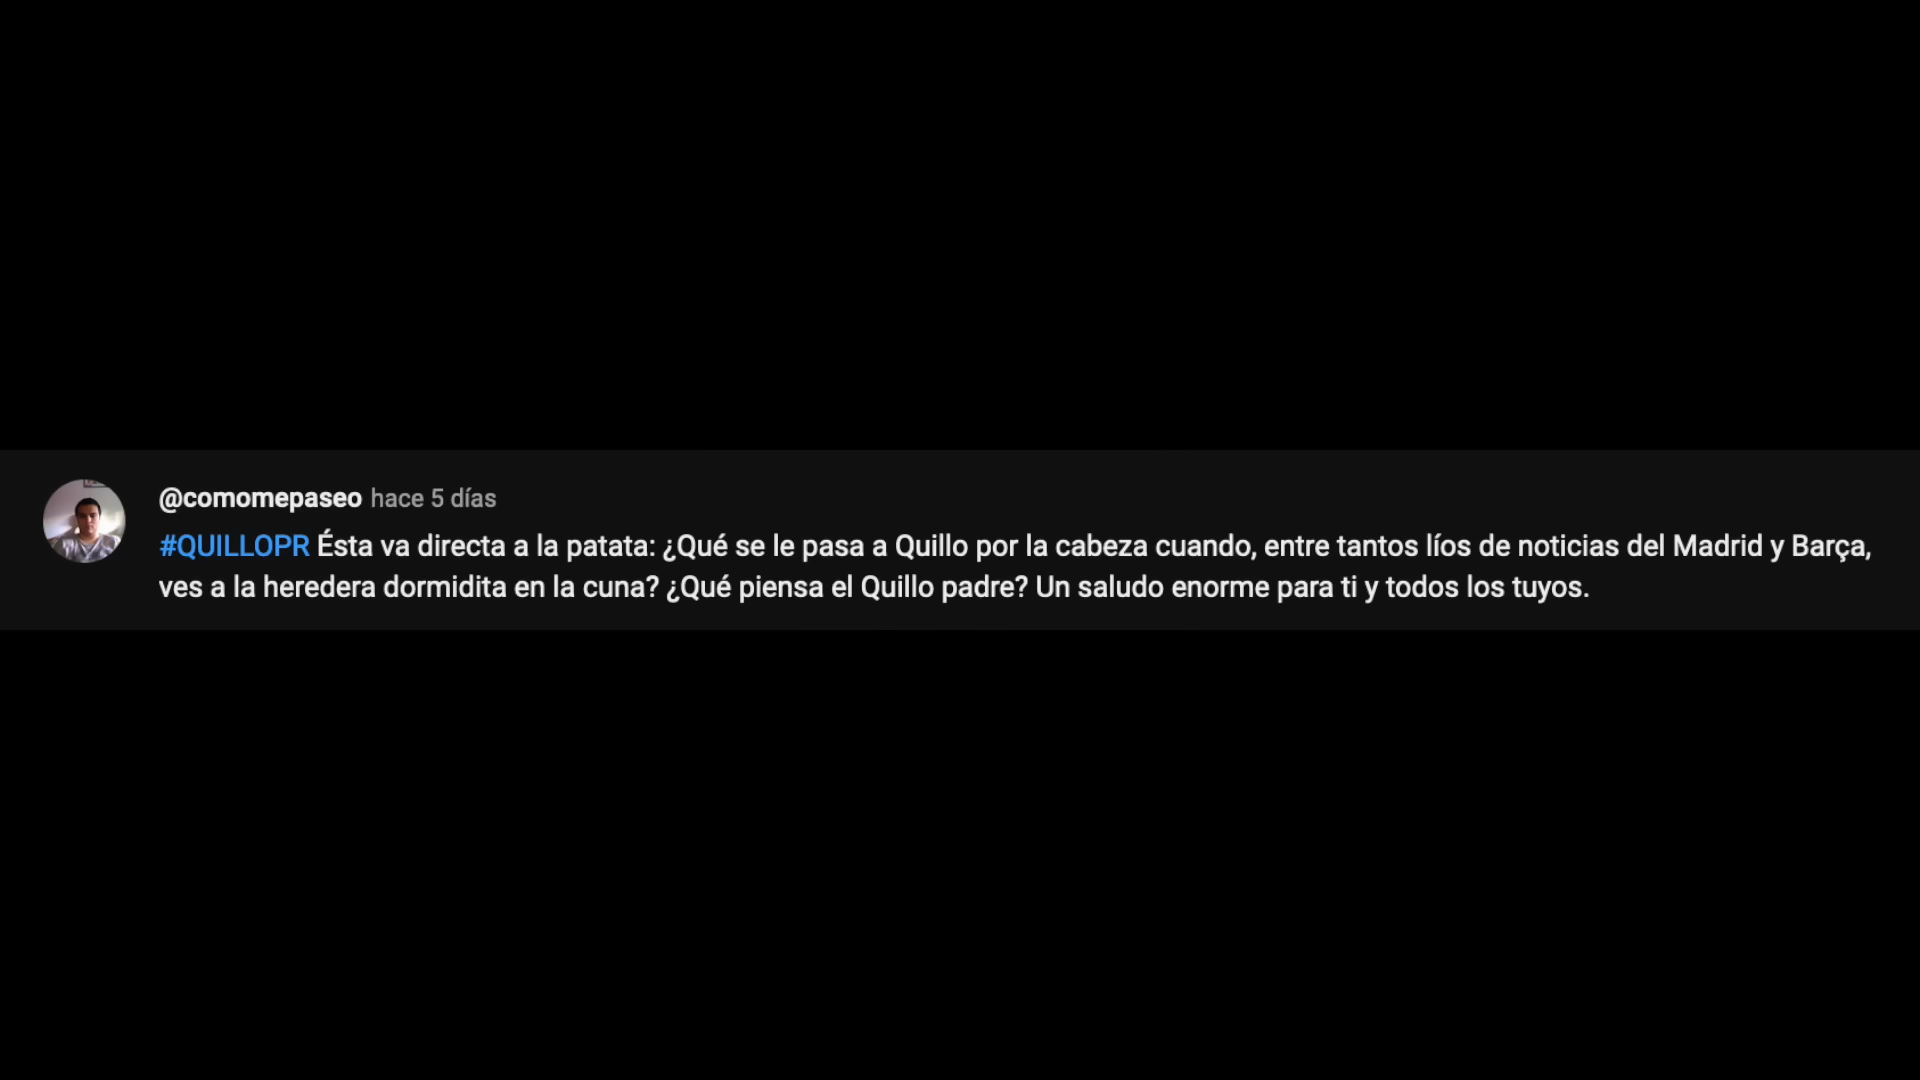 @comomepaseo hace 5 días
#QUILLOPR Ésta va directa a la patata: ¿Qué se le pasa a Quillo por la cabeza cuando, entre tantos líos de noticias del Madrid y Barça,
ves a la heredera dormidita en la cuna? ¿Qué piensa el Quillo padre? Un saludo enorme para ti y todos los tuyos.